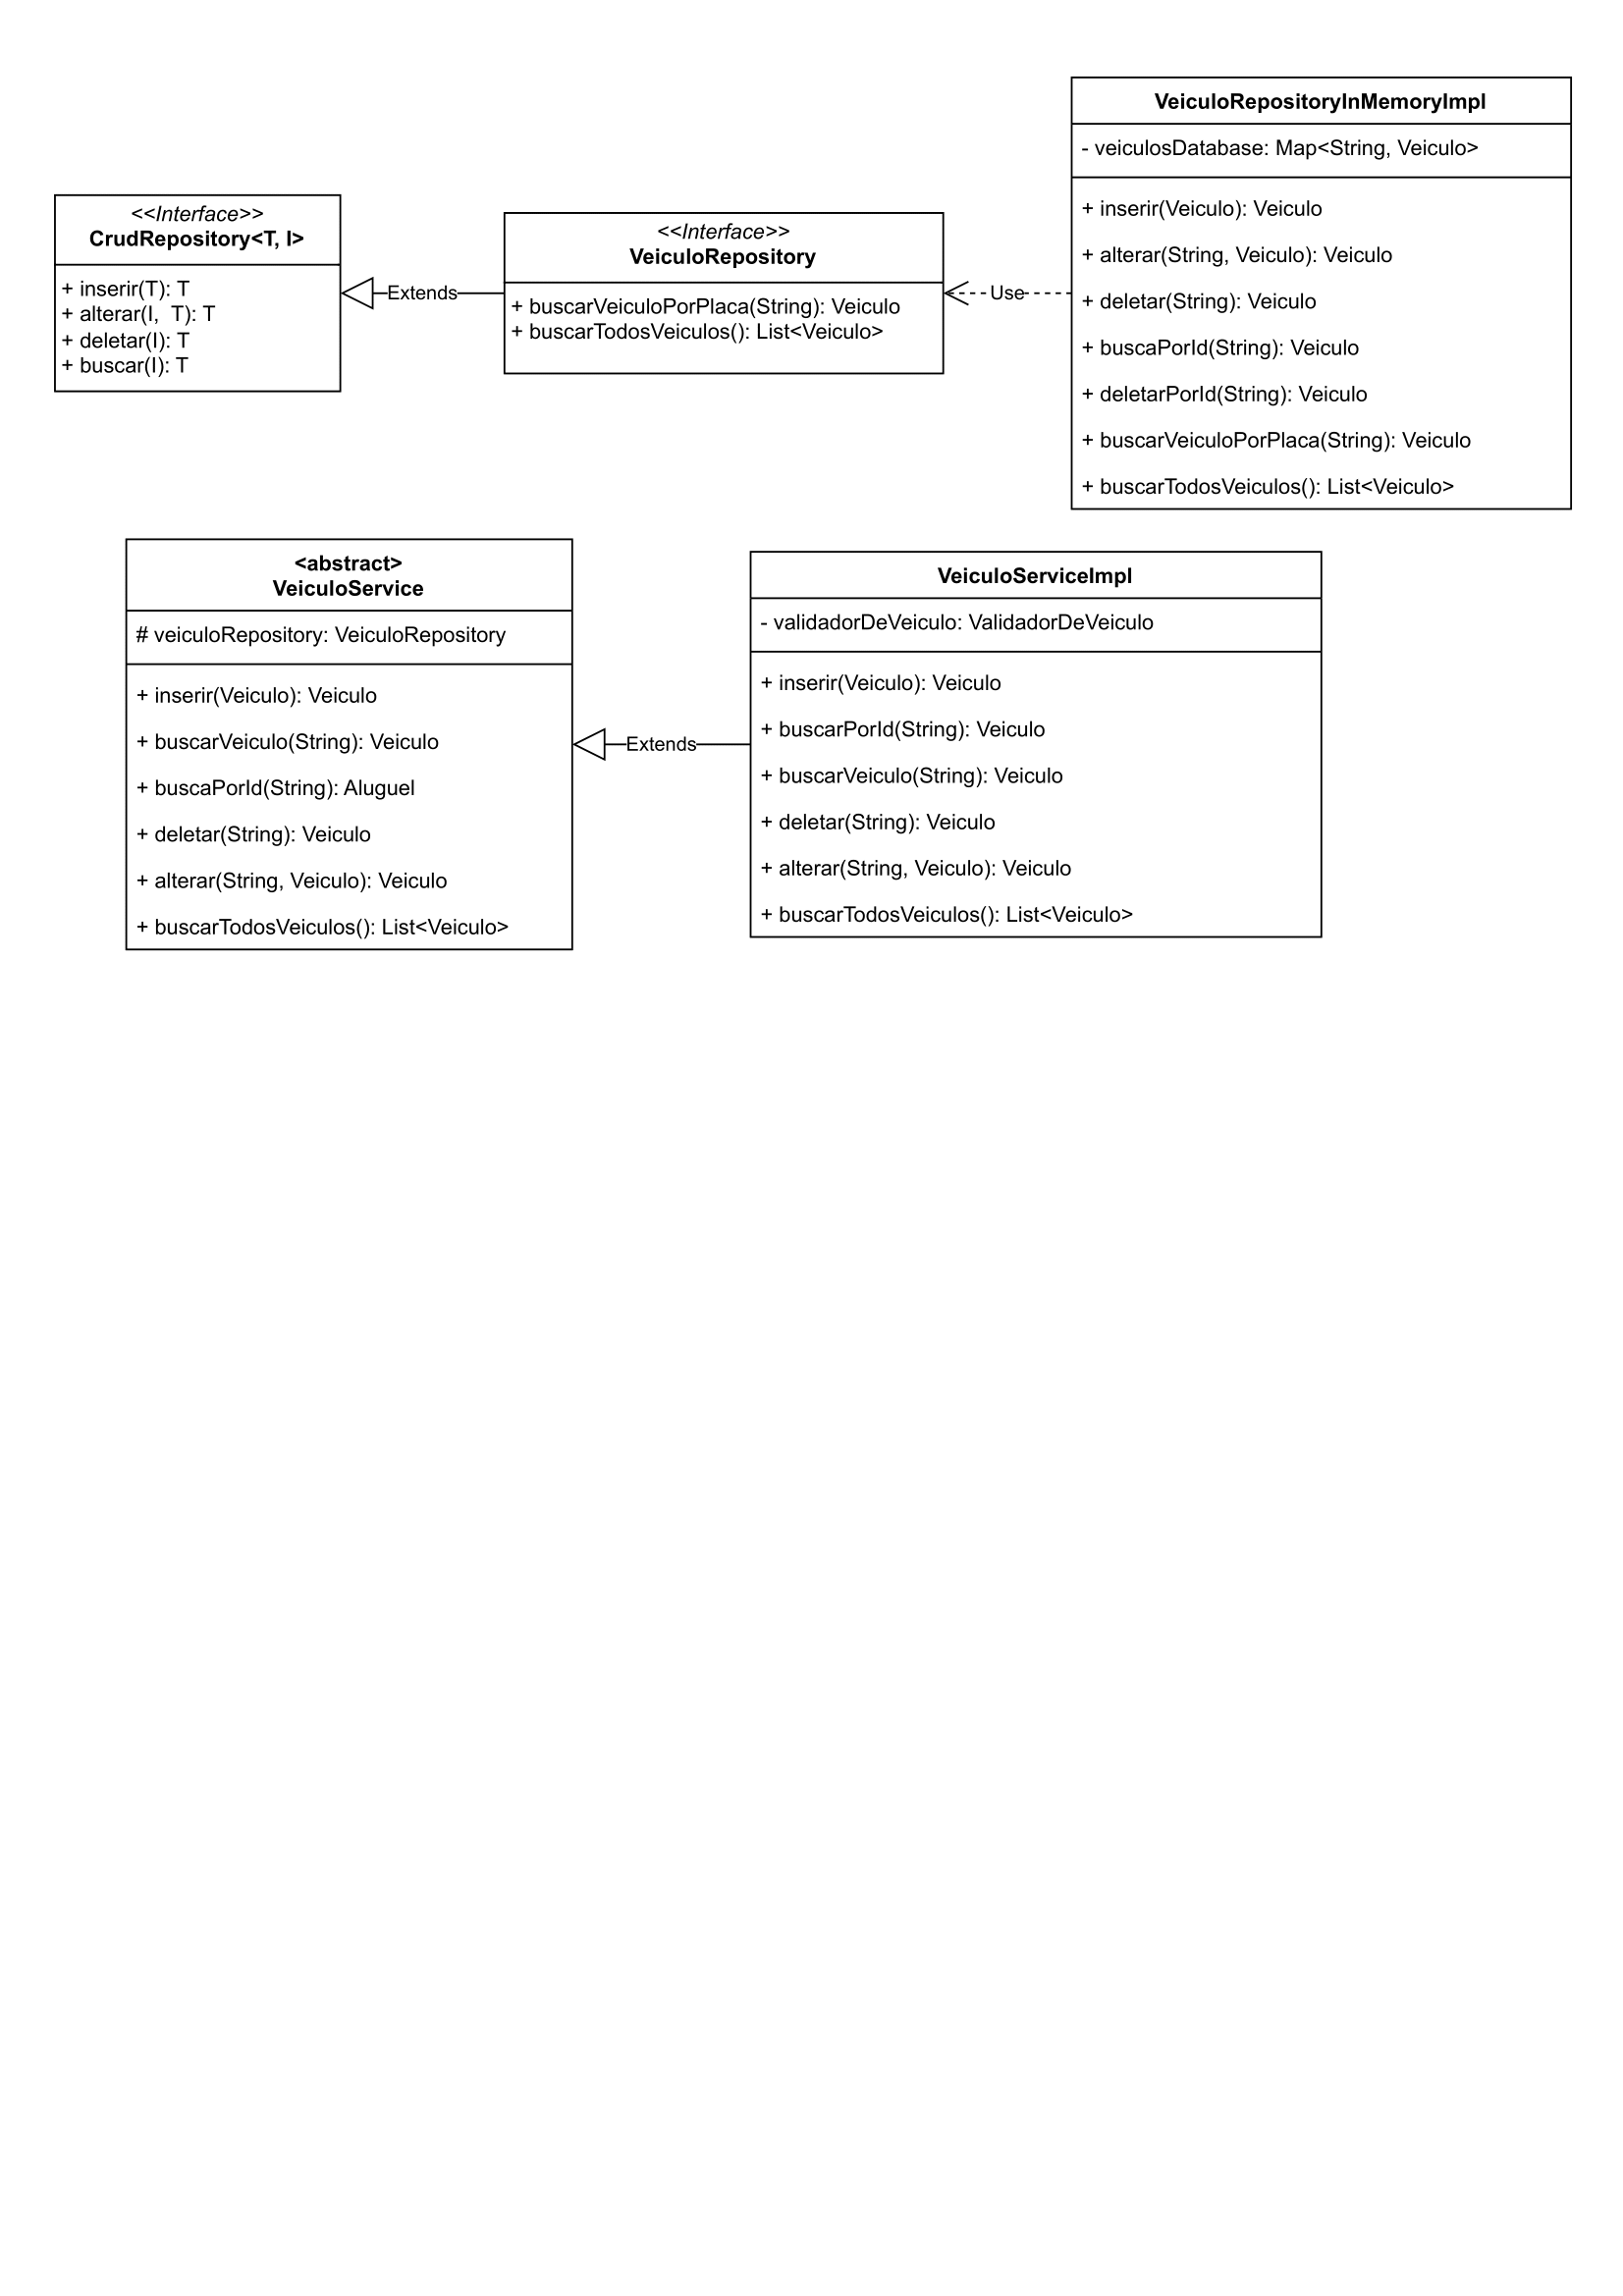 <<Interface>>
CrudRepository<T, I>
+ inserir(T): T
+ alterar(I,  T): T
+ deletar(I): T
+ buscar(I): T
Extends
<<Interface>>
VeiculoRepository
+ buscarVeiculoPorPlaca(String): Veiculo
+ buscarTodosVeiculos(): List<Veiculo>
Use
VeiculoRepositoryInMemoryImpl
- veiculosDatabase: Map<String, Veiculo>
+ inserir(Veiculo): Veiculo
+ alterar(String, Veiculo): Veiculo
+ deletar(String): Veiculo
+ buscaPorId(String): Veiculo
+ deletarPorId(String): Veiculo
+ buscarVeiculoPorPlaca(String): Veiculo
+ buscarTodosVeiculos(): List<Veiculo>
<abstract>
VeiculoService
# veiculoRepository: VeiculoRepository
+ inserir(Veiculo): Veiculo
+ buscarVeiculo(String): Veiculo
+ buscaPorId(String): Aluguel
+ deletar(String): Veiculo
+ alterar(String, Veiculo): Veiculo
+ buscarTodosVeiculos(): List<Veiculo>
Extends
VeiculoServiceImpl
- validadorDeVeiculo: ValidadorDeVeiculo
+ inserir(Veiculo): Veiculo
+ buscarPorId(String): Veiculo
+ buscarVeiculo(String): Veiculo
+ deletar(String): Veiculo
+ alterar(String, Veiculo): Veiculo
+ buscarTodosVeiculos(): List<Veiculo>